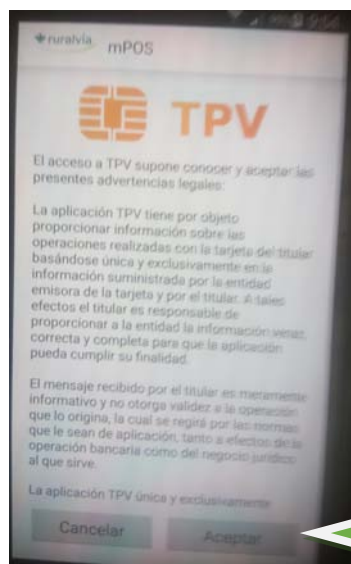 9:56
ruralvía mPOS
TPV
El acceso a TPV supone conocer y aceptar las
presentes advertencias legales:
La aplicación TPV tiene por objeto
proporcionar información sobre las
operaciones realizadas con la tarjeta del titular
basándose única y exclusivamente en la
información suministrada por la entidad
emisora de la tarjeta y por el titular. A tales
efectos el titular es responsable de
proporcionar a la entidad la información veraz,
correcta y completa para que la aplicación
pueda cumplir su finalidad.
El mensaje recibido por el titular es meramente
informativo y no otorga validez a la operación
que lo origina, la cual se regirá por las normas
que le sean de aplicación, tanto a efectos de la
operación bancaria como del negocio jurídico
al que sirve.
La aplicación TPV única y exclusivamente
Cancelar
Aceptar